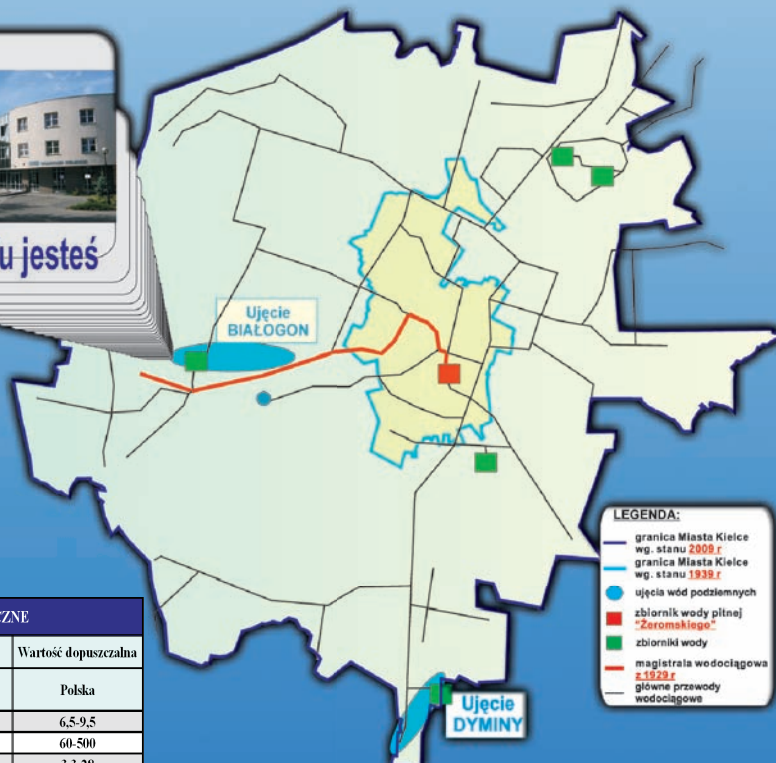 u jesteś
Ujęcie
BIAŁOGON
LEGENDA:
granica Miasta Kielce
wg. stanu 2009 r
granica Miasta Kielce
wg. stanu 1939 r
ujęcia wód podziemnych
zbiornik wody pitnej
"Żeromskiego"
zbiorniki wody
magistrala wodociągowa
z 1929 r
główne przewody
wodociągowe
Ujęcie
DYMINY
CZNE
Wartość dopuszczalna
Polska
6,5-9,5
60-500